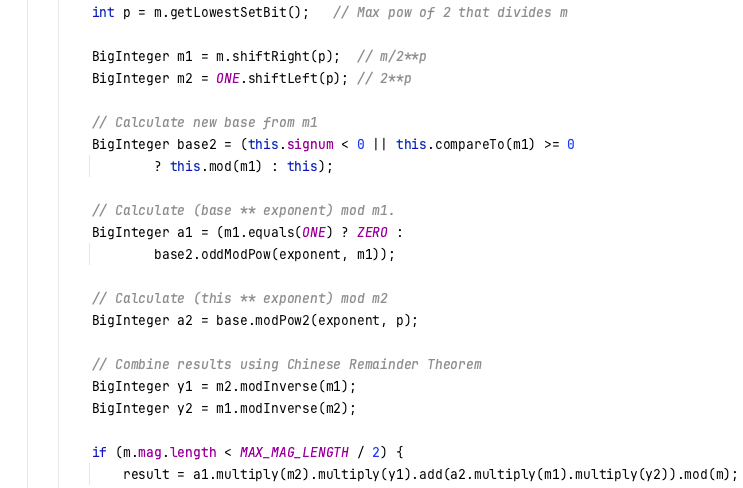 int p = m.getLowestSetBit();   // Max pow of 2 that divides m
BigInteger m1 = m.shiftRight(p);  // m/2**p
BigInteger m2 = ONE.shiftLeft(p); // 2**p
// Calculate new base from m1
BigInteger base2 = (this.signum < 0 || this.compareTo(m1) >= 0
? this.mod(m1) : this);
// Calculate (base ** exponent) mod m1.
BigInteger a1 = (m1.equals(ONE) ? ZERO :
base2.oddModPow(exponent, m1));
// Calculate (this ** exponent) mod m2
BigInteger a2 = base.modPow2(exponent, p);
// Combine results using Chinese Remainder Theorem
BigInteger y1 = m2.modInverse(m1);
BigInteger y2 = m1.modInverse(m2);
if (m.mag.length < MAX_MAG_LENGTH / 2) {
result = a1.multiply(m2).multiply(y1).add(a2.multiply(m1).multiply(y2)).mod(m);